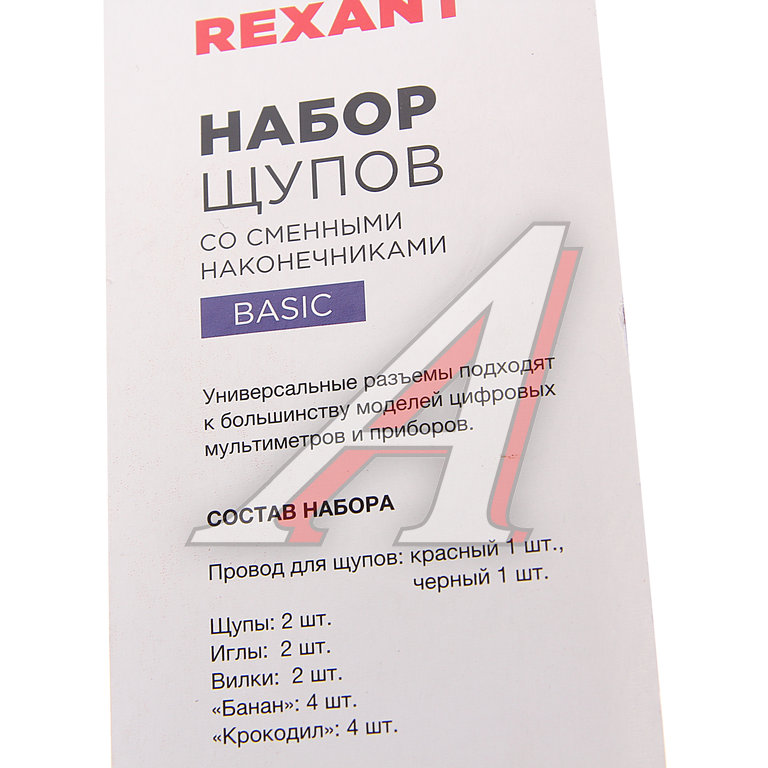 REXANT
НАБОР
ЩУПОВ
СО СМЕННЫМИ
НАКОНЕЧНИКАМИ
BASIC
Универсальные разъемы подходят
к большинству моделей цифровых
мультиметров и приборов.
СОСТАВ НАБОРА
Провод для щупов: красный 1 шт.,
черный 1 шт.
Щупы: 2 шт.
Иглы: 2 шт.
Вилки: 2 шт.
«Банан»: 4 шт.
«Крокодил»: 4 шт.